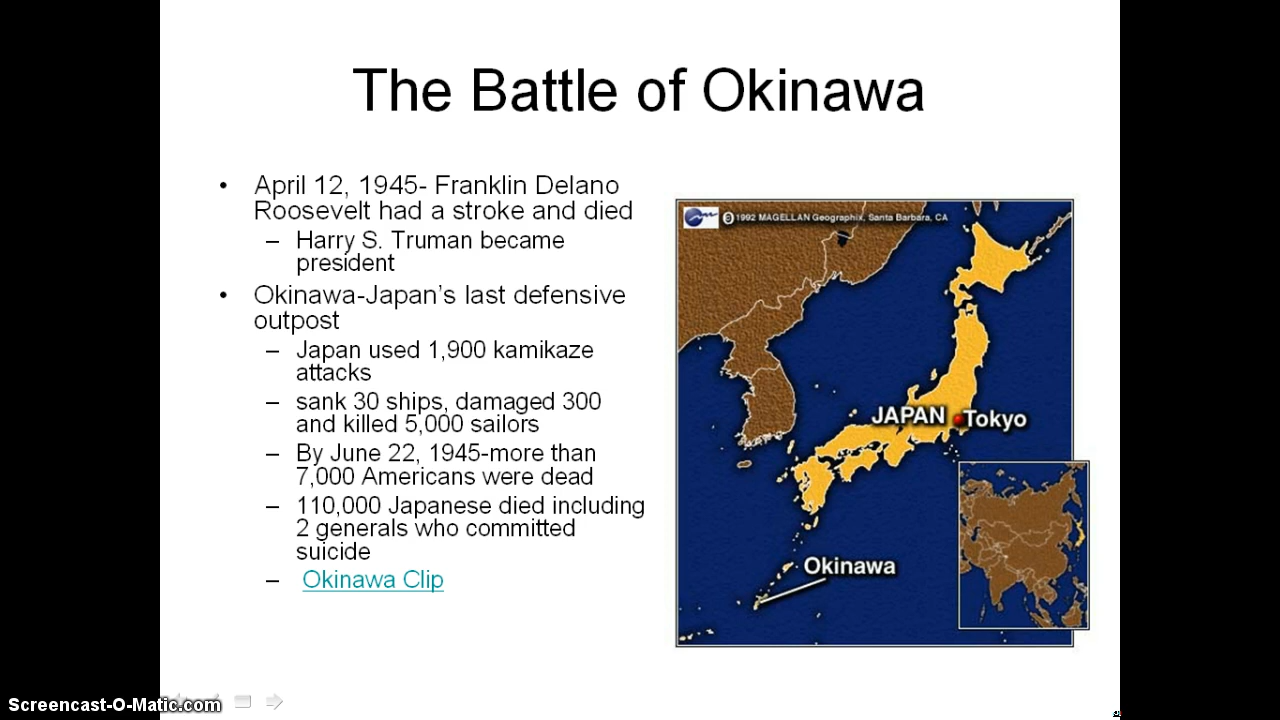 The Battle of Okinawa
• April 12, 1945- Franklin Delano
Roosevelt had a stroke and died
– Harry S. Truman became
president
• Okinawa-Japan's last defensive
outpost
– Japan used 1,900 kamikaze
attacks
– sank 30 ships, damaged 300
and killed 5,000 sailors
– By June 22, 1945-more than
7,000 Americans were dead
– 110,000 Japanese died including
2 generals who committed
suicide
– Okinawa Clip
© 1992 MAGELLAN Geographix, Santa Barbara, CA
JAPAN
Tokyo
Okinawa
Screencast-O-Matic.com